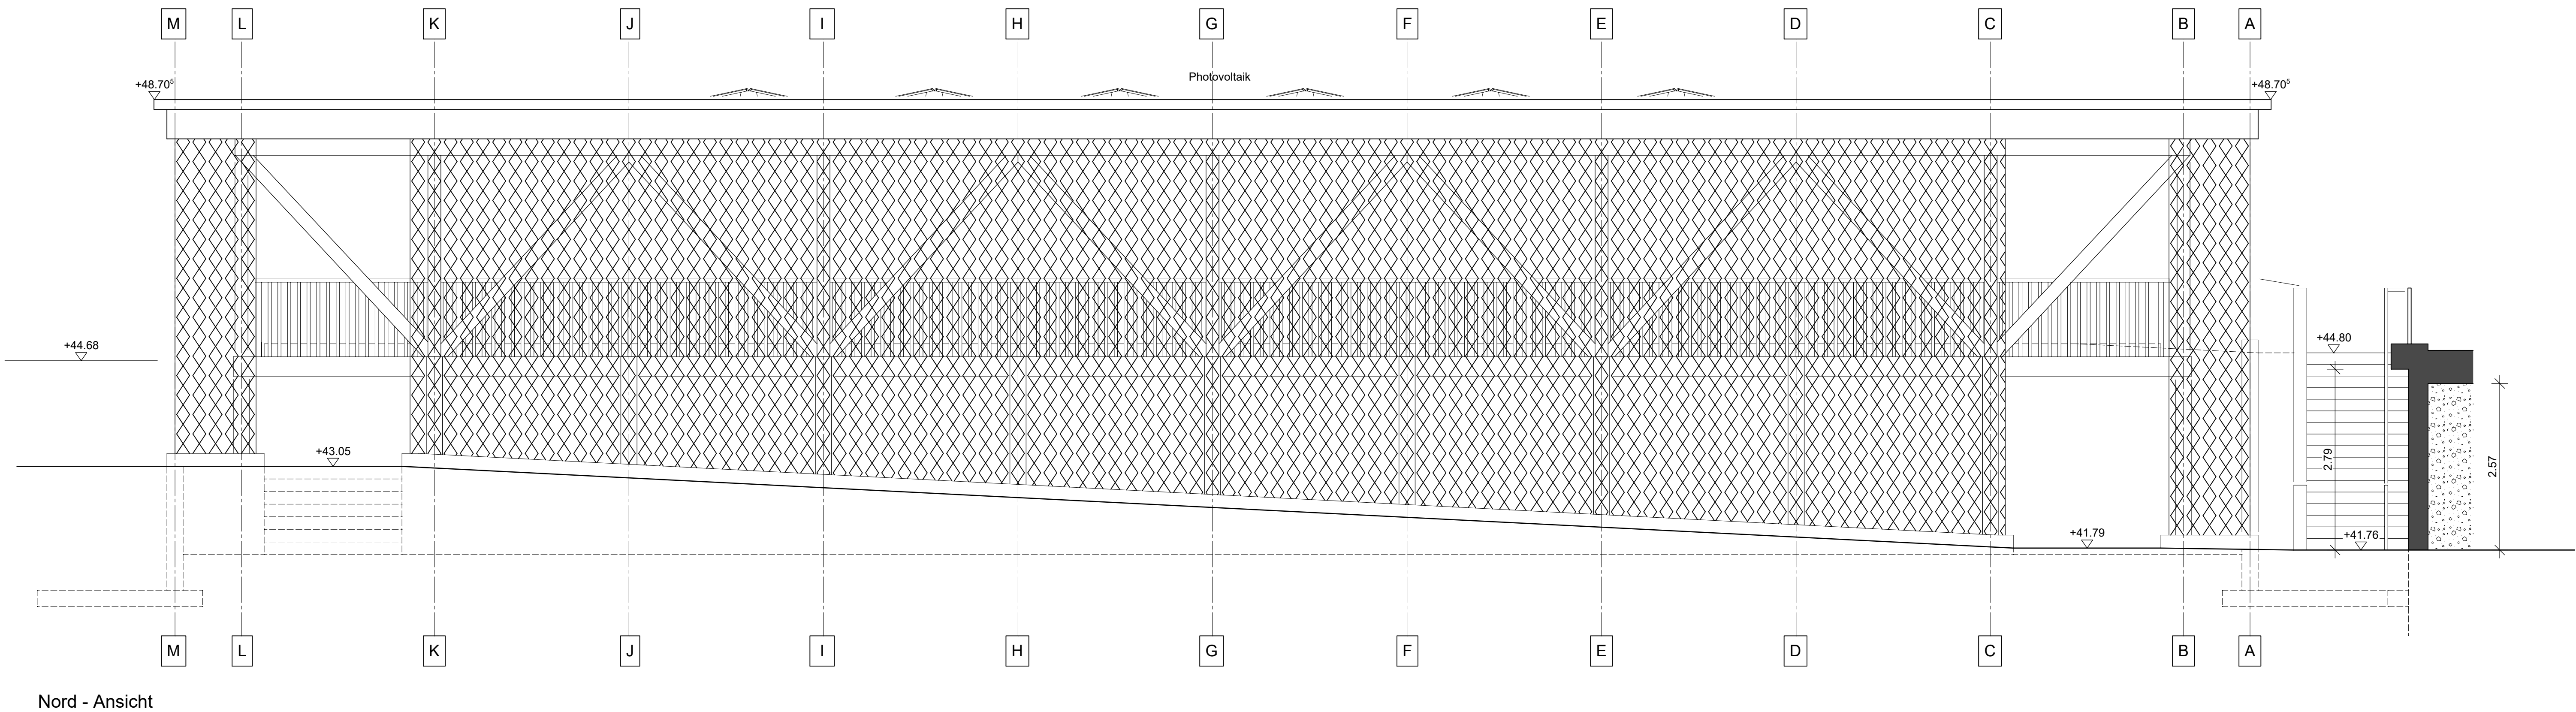 M L K J I H G F E D C B A
Photovoltaik
+48.70⁵ +48.70⁵
+44.68
+44.80
+43.05
2.79
2.57
+41.79
+41.76
M L K J I H G F E D C B A
Nord - Ansicht